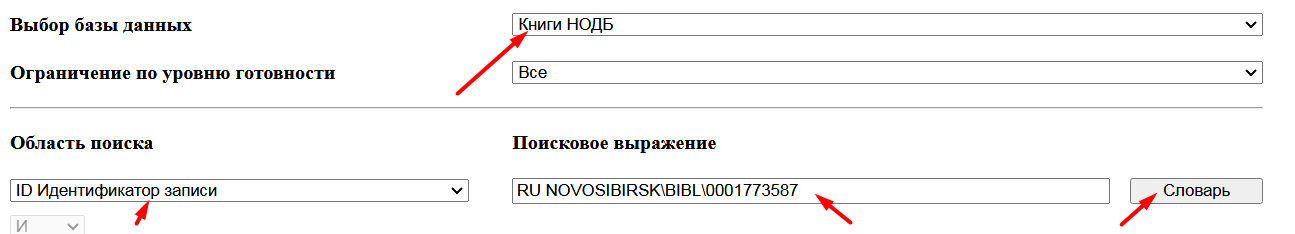 Выбор базы данных Книги НОДБ
Ограничение по уровню готовности Все
Область поиска Поисковое выражение
ID Идентификатор записи RU NOVOSIBIRSK\BIBL\0001773587 Словарь
И